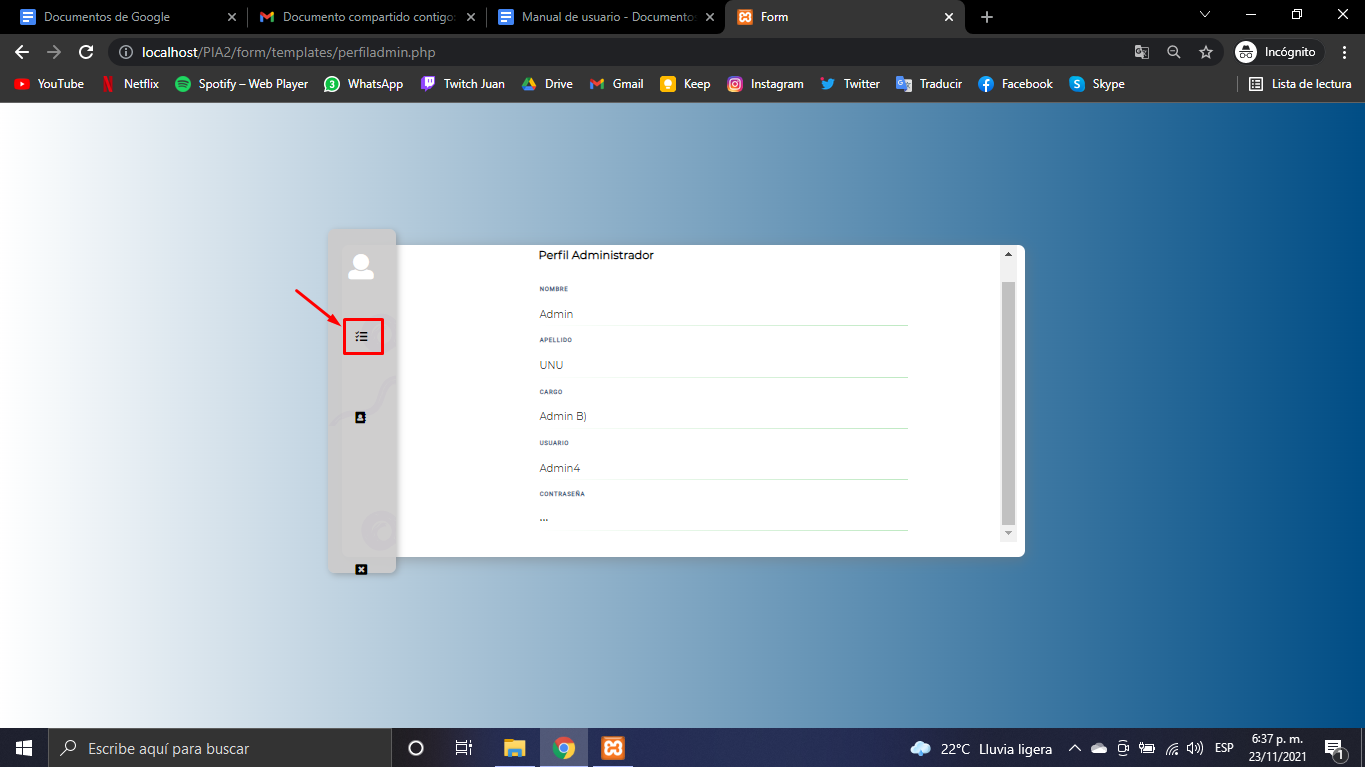 Documentos de Google
Documento compartido contigo:
Manual de usuario - Documentos
Form
localhost/PIA2/form/templates/perfiladmin.php
Incógnito
YouTube
Netflix
Spotify – Web Player
WhatsApp
Twitch Juan
Drive
Gmail
Keep
Instagram
Twitter
Traducir
Facebook
Skype
Lista de lectura
Perfil Administrador
NOMBRE
Admin
APELLIDO
UNU
CARGO
Admin B)
USUARIO
Admin4
CONTRASEÑA
...
Escribe aquí para buscar
22°C Lluvia ligera
ESP
6:37 p. m.
23/11/2021
1